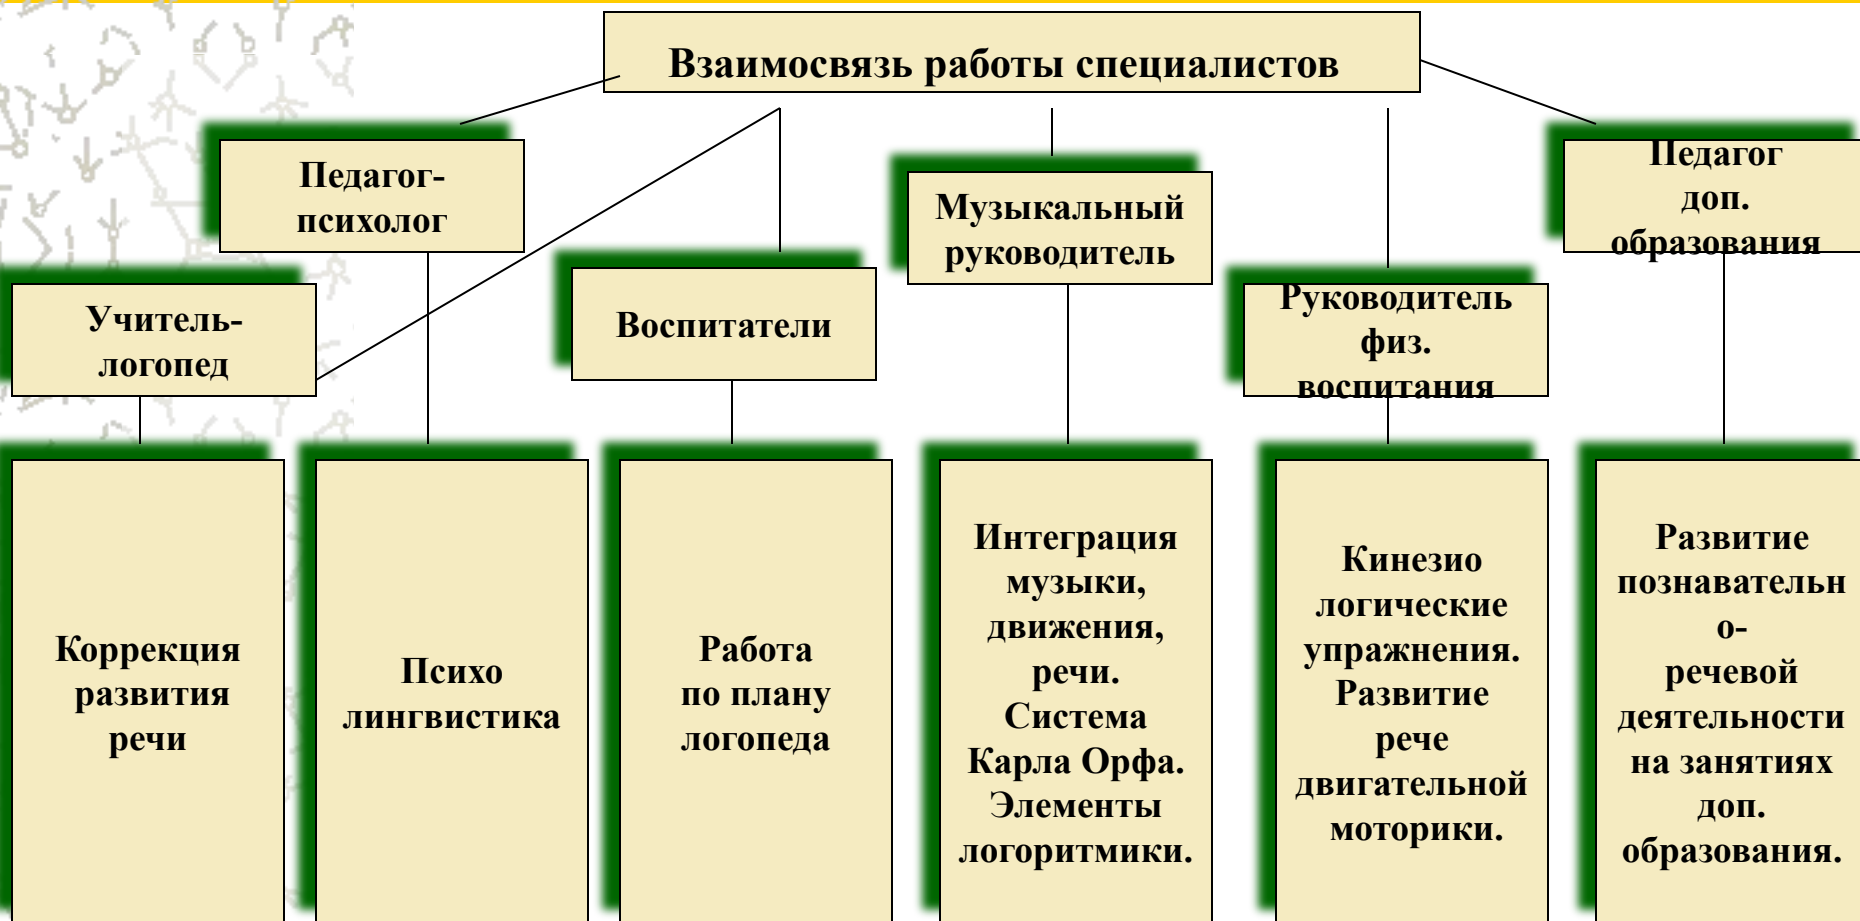 Взаимосвязь работы специалистов
Педагог-
психолог
Музыкальный
руководитель
Педагог
доп.
образования
Учитель-
логопед
Воспитатели
Руководитель
физ.
воспитания
Коррекция
развития
речи
Психо
лингвистика
Работа
по плану
логопеда
Интеграция
музыки,
движения,
речи.
Система
Карла Орфа.
Элементы
логоритмики.
Кинезио
логические
упражнения.
Развитие
рече
двигательной
моторики.
Развитие
познавательн
о-
речевой
деятельности
на занятиях
доп.
образования.